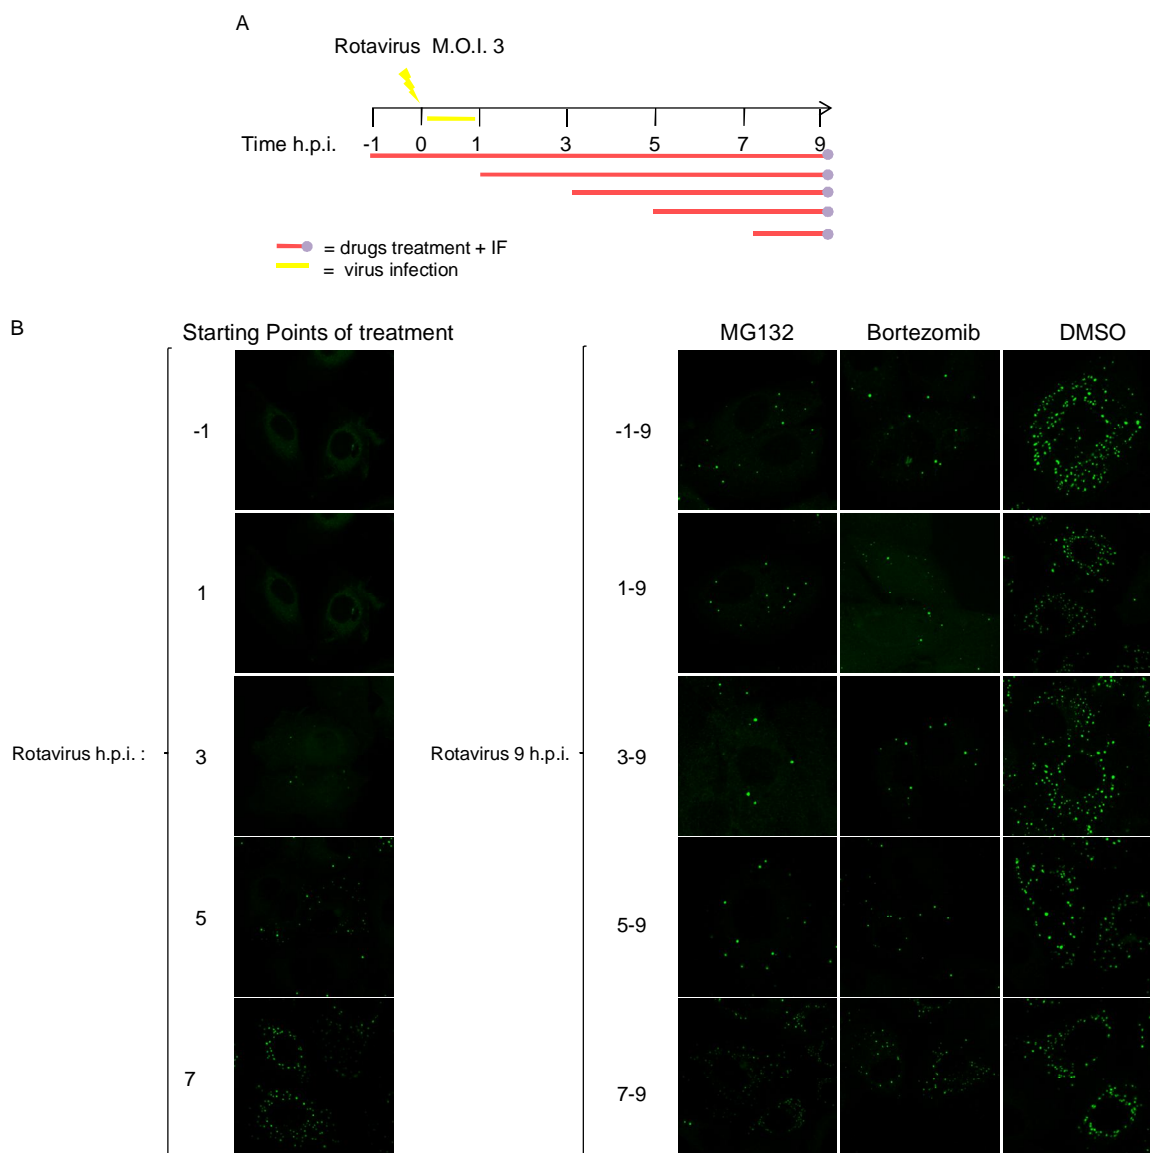 A
Rotavirus M.O.I. 3
Time h.p.i. -1 0 1 3 5 7 9
= drugs treatment + IF
= virus infection
B
Starting Points of treatment
MG132 Bortezomib DMSO
-1
-1-9
1
1-9
Rotavirus h.p.i. :
3
Rotavirus 9 h.p.i.
3-9
5
5-9
7
7-9